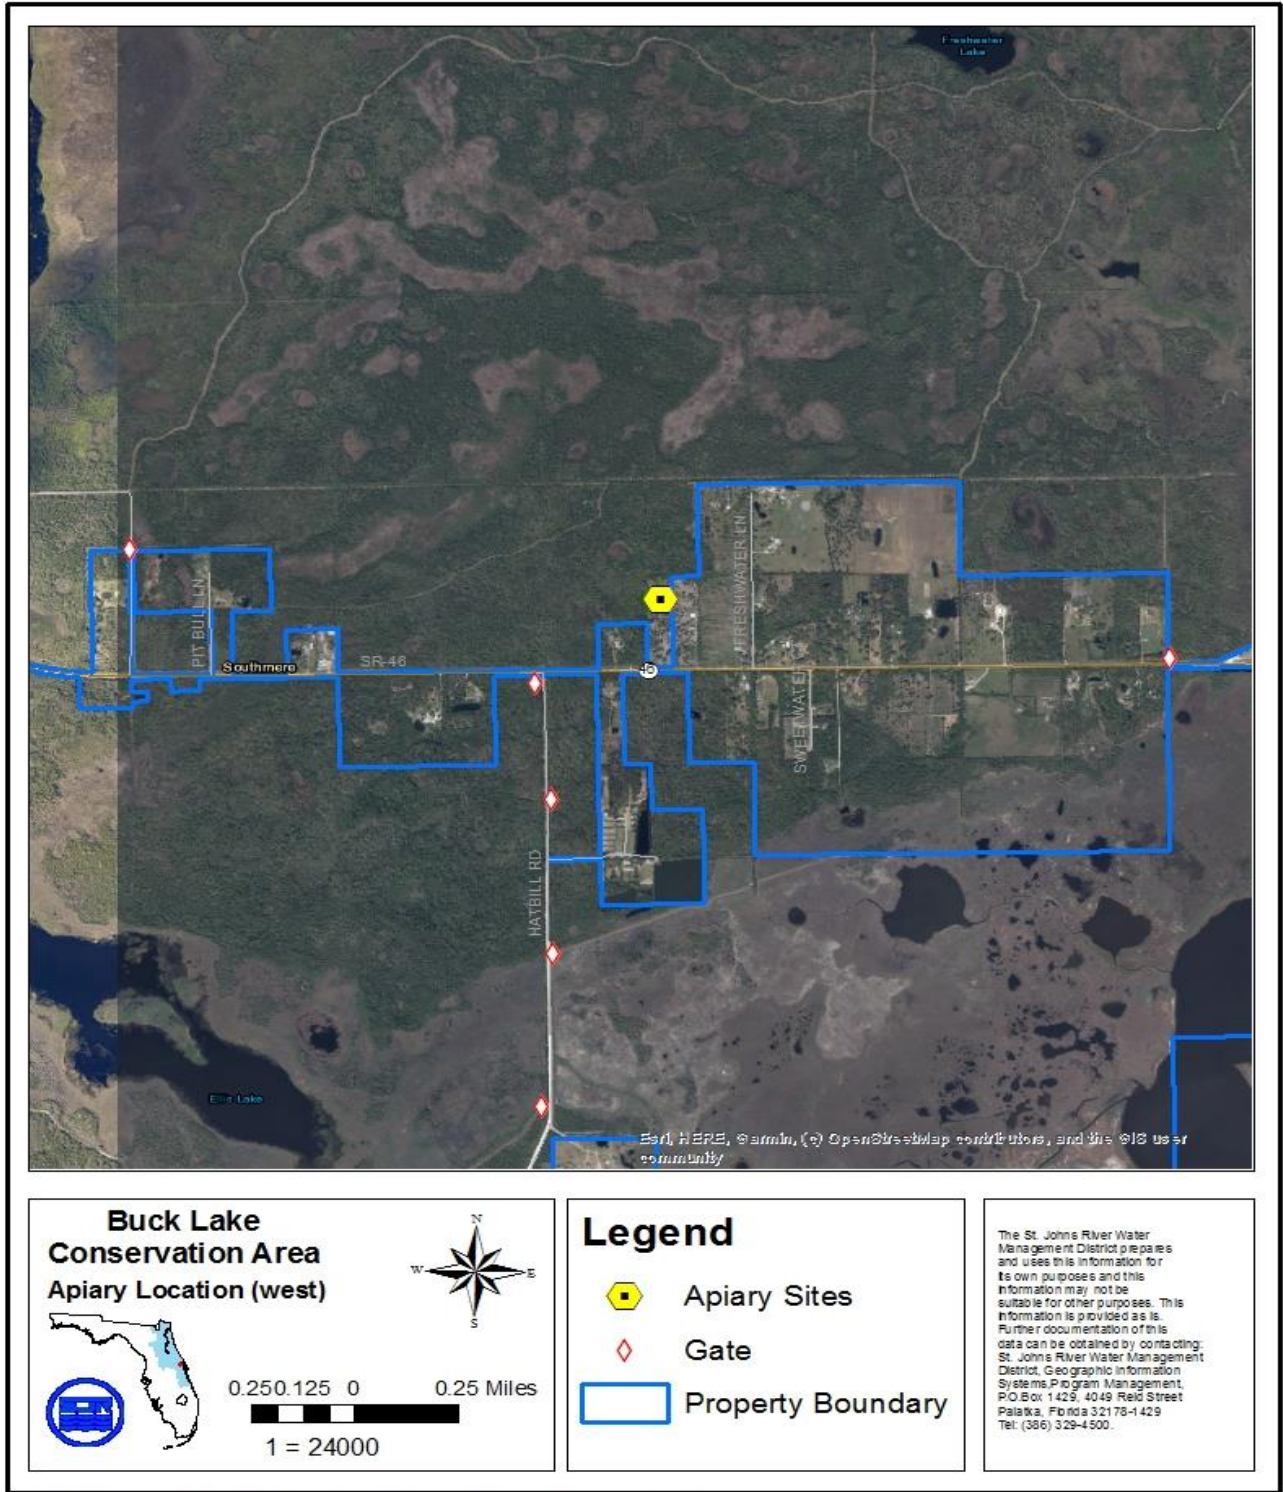 Freshwater
Lake
PIT BULL LN
Southmere
SR-46
FRESHWATER LN
SWEETWATER
HATBILL RD
Ellis Lake
Esri, HERE, Garmin, (c) OpenStreetMap contributors, and the GIS user
community
Buck Lake
Conservation Area
Apiary Location (west)
N
W
E
S
0.250.125 0 0.25 Miles
1 = 24000
Legend
Apiary Sites
Gate
Property Boundary
The St. Johns River Water
Management District prepares
and uses this information for
its own purposes and this
information may not be
suitable for other purposes. This
information is provided as is.
Further documentation of this
data can be obtained by contacting:
St. Johns River Water Management
District, Geographic Information
Systems,Program Management,
P.O.Box 1429, 4049 Reid Street
Palatka, Florida 32178-1429
Tel: (386) 329-4500.